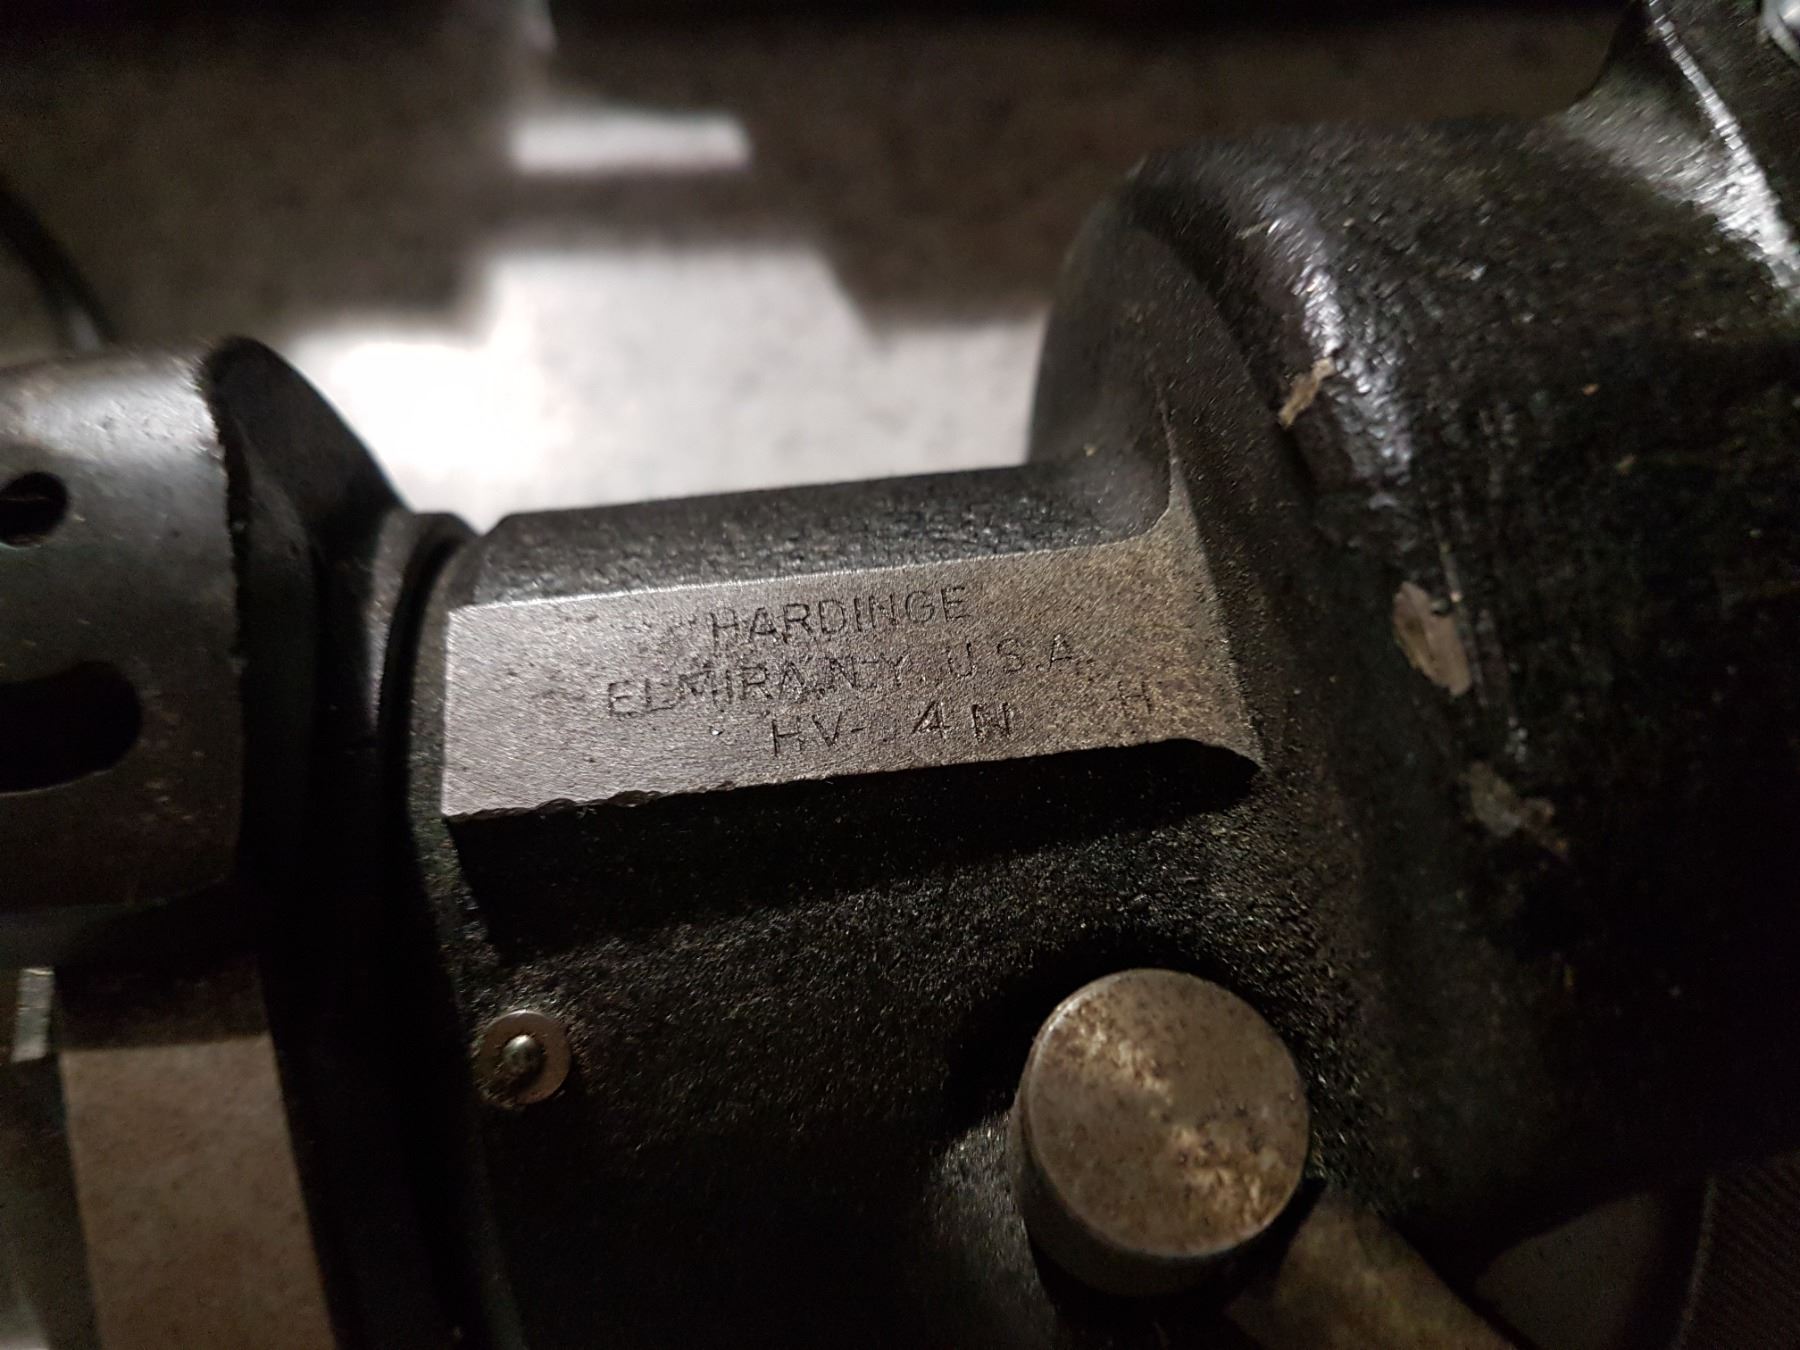 HARDINGE
ELMIRA, N.Y. U.S.A.
HV- 4 N H